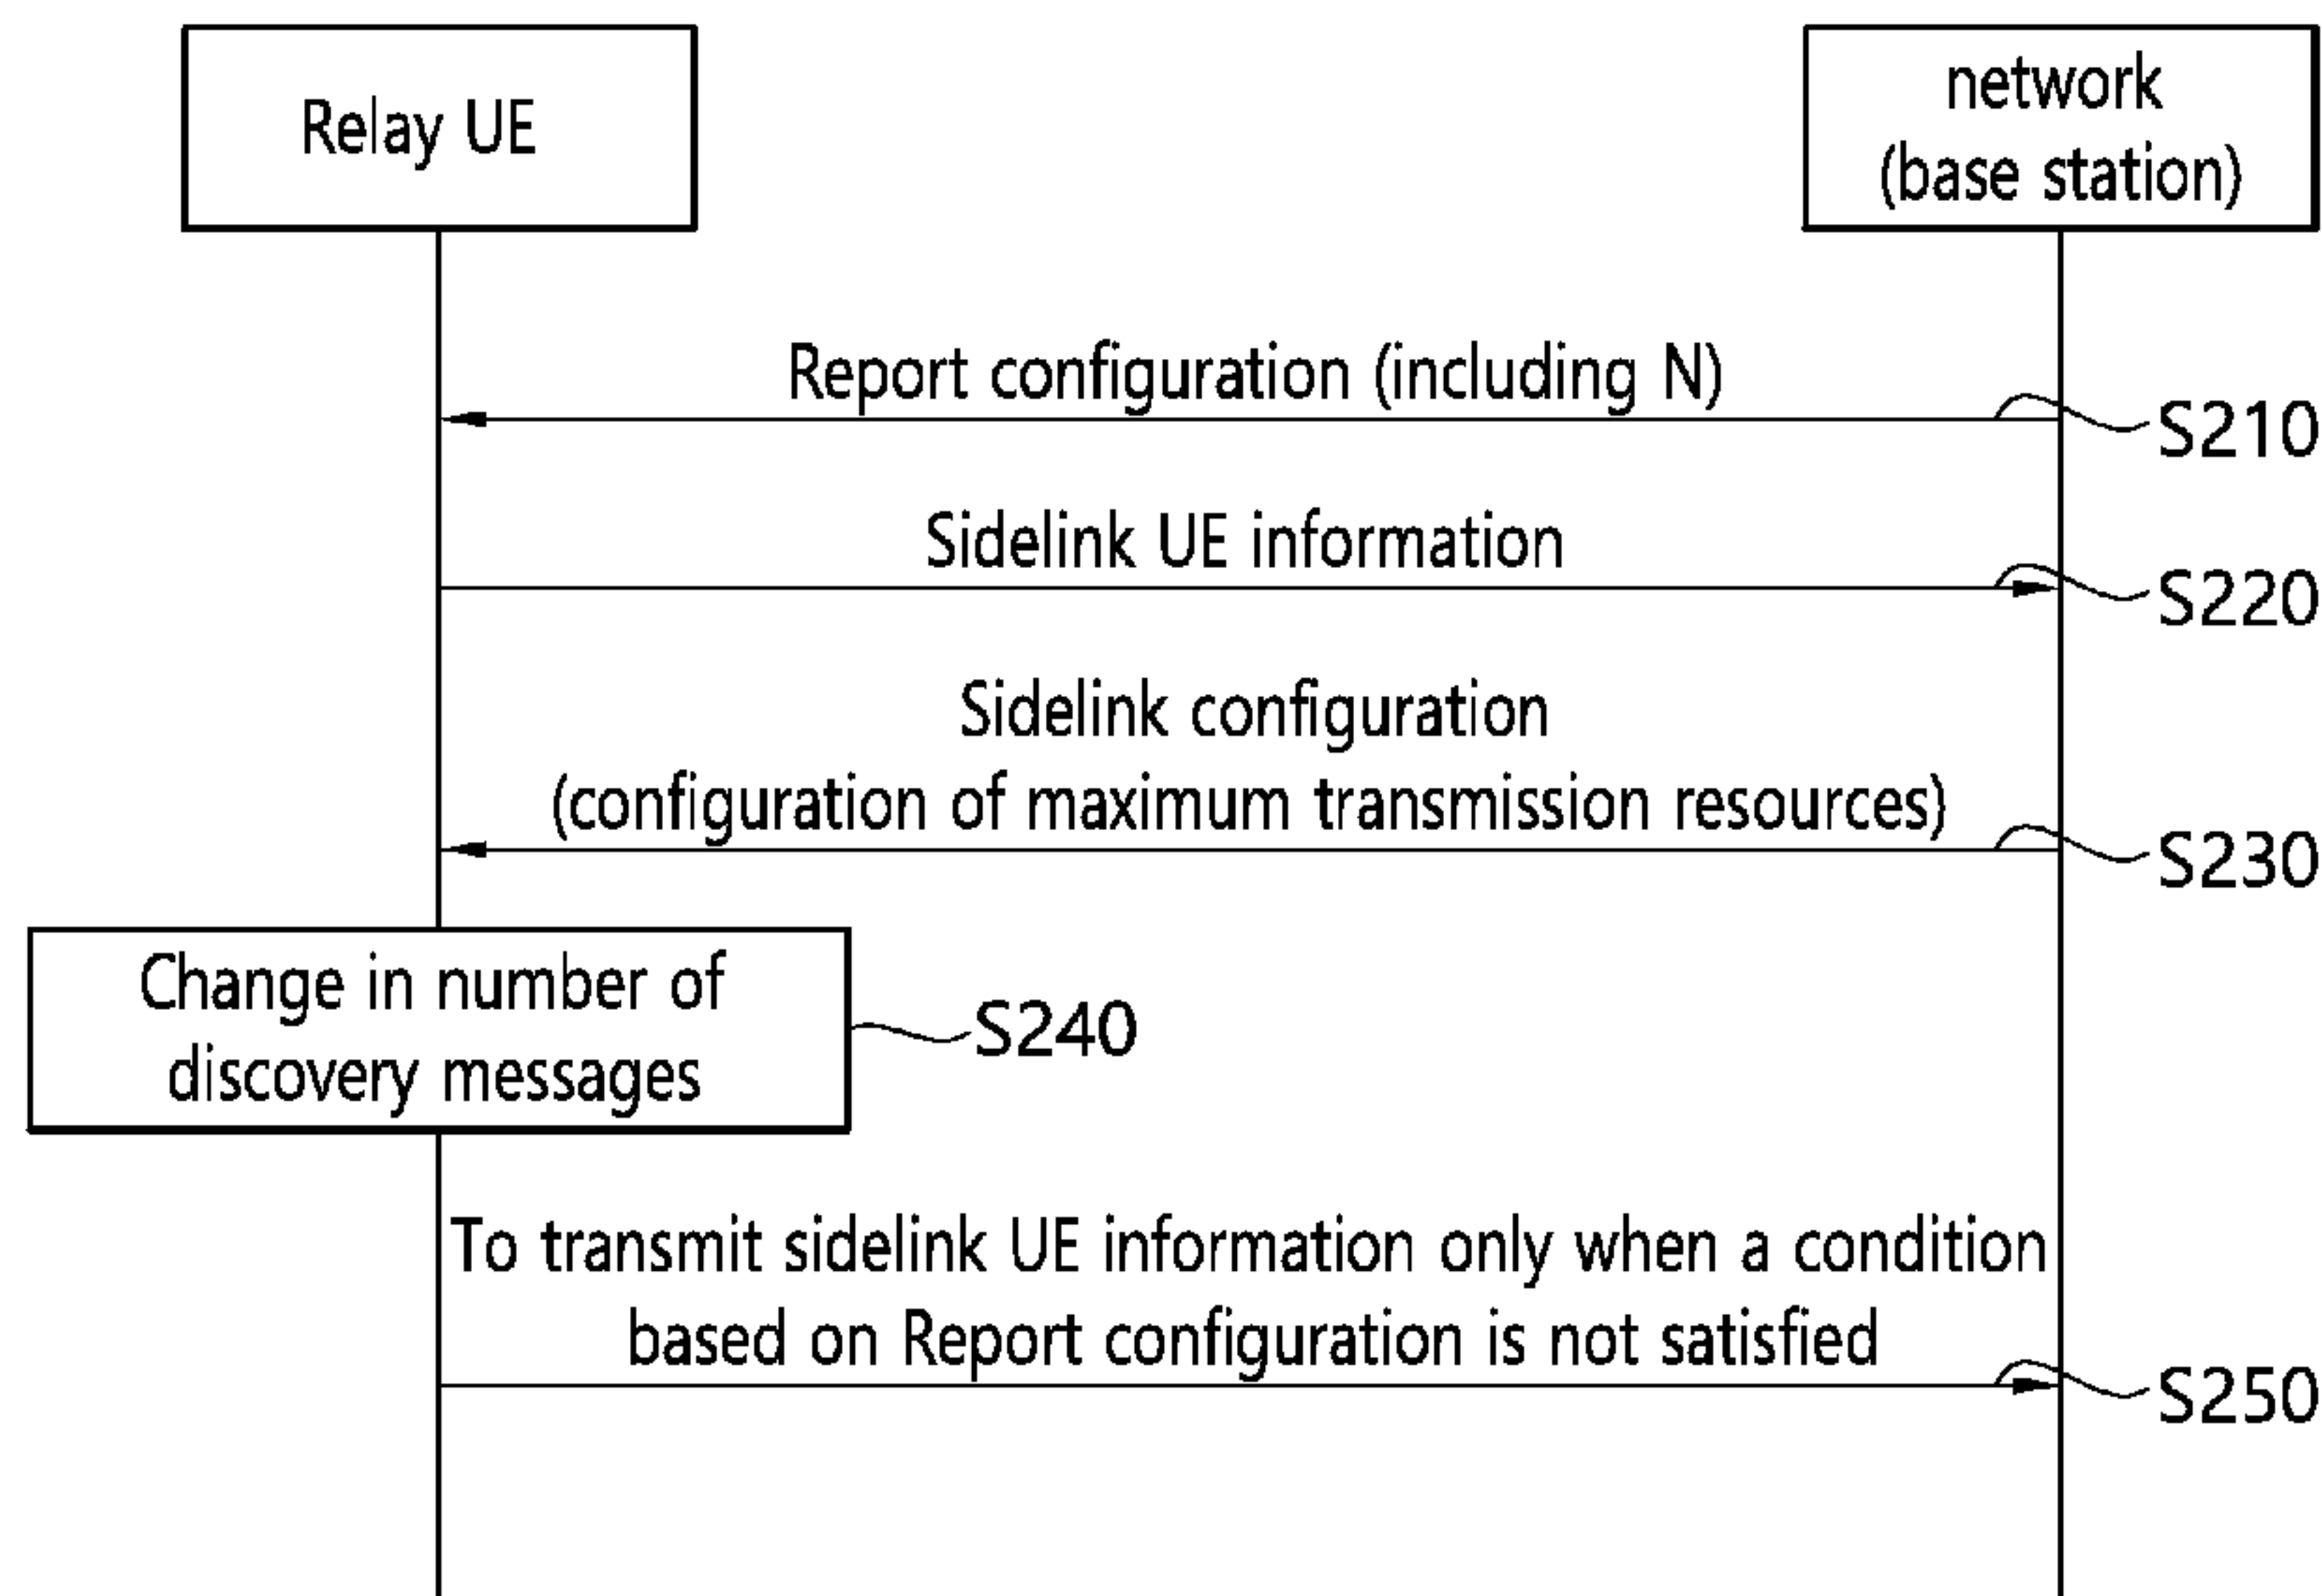 Relay UE
network
(base station)
Report configuration (including N)
S210
Sidelink UE information
S220
Sidelink configuration
(configuration of maximum transmission resources)
S230
Change in number of
discovery messages
S240
To transmit sidelink UE information only when a condition
based on Report configuration is not satisfied
S250